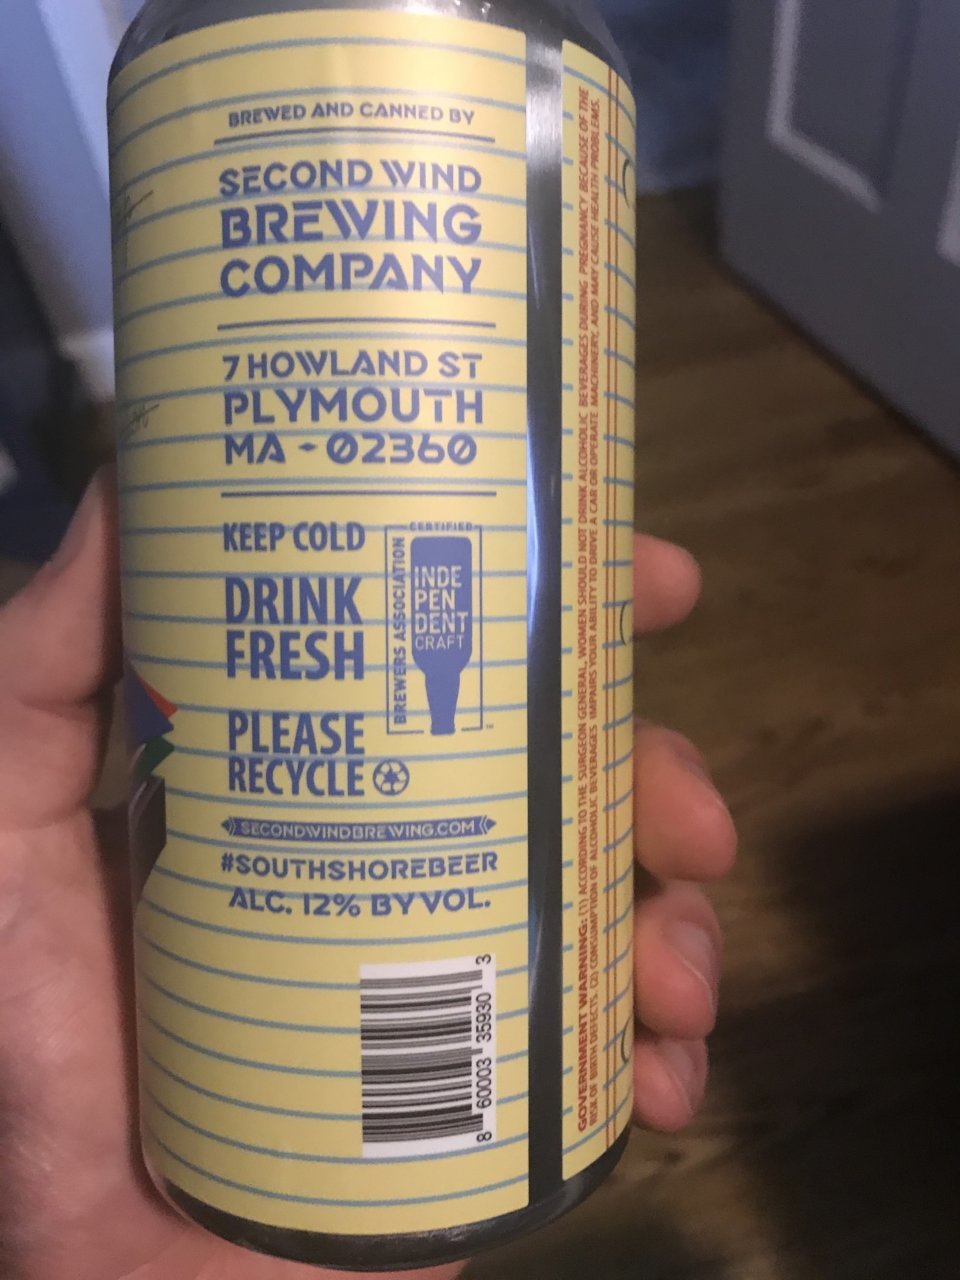 BREWED AND CANNED BY
SECOND WIND
BREWING
COMPANY
7 HOWLAND ST
PLYMOUTH
MA - 02360
KEEP COLD
DRINK
FRESH
PLEASE
RECYCLE
CERTIFIED
BREWERS ASSOCIATION
INDE
PEN
DENT
CRAFT
SECONDWINDBREWING.COM
#SOUTHSHOREBEER
ALC. 12% BY VOL.
8 60003 35930 3
GOVERNMENT WARNING: (1) ACCORDING TO THE SURGEON GENERAL, WOMEN SHOULD NOT DRINK ALCOHOLIC BEVERAGES DURING PREGNANCY BECAUSE OF THE
RISK OF BIRTH DEFECTS. (2) CONSUMPTION OF ALCOHOLIC BEVERAGES IMPAIRS YOUR ABILITY TO DRIVE A CAR OR OPERATE MACHINERY, AND MAY CAUSE HEALTH PROBLEMS.